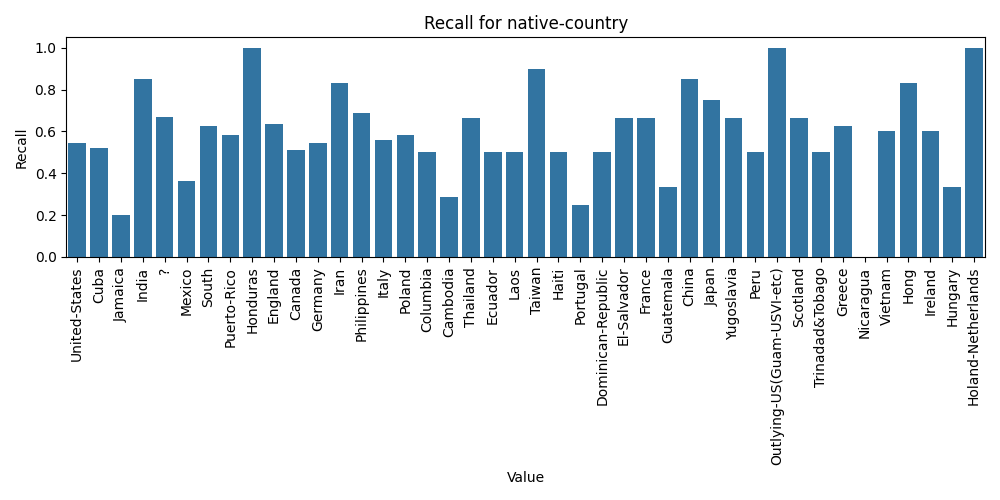 Recall for native-country
Recall
1.0
0.8
0.6
0.4
0.2
0.0
United-States
Cuba
Jamaica
India
?
Mexico
South
Puerto-Rico
Honduras
England
Canada
Germany
Iran
Philippines
Italy
Poland
Columbia
Cambodia
Thailand
Ecuador
Laos
Taiwan
Haiti
Portugal
Dominican-Republic
El-Salvador
France
Guatemala
China
Japan
Yugoslavia
Peru
Outlying-US(Guam-USVI-etc)
Scotland
Trinadad&Tobago
Greece
Nicaragua
Vietnam
Hong
Ireland
Hungary
Holand-Netherlands
Value